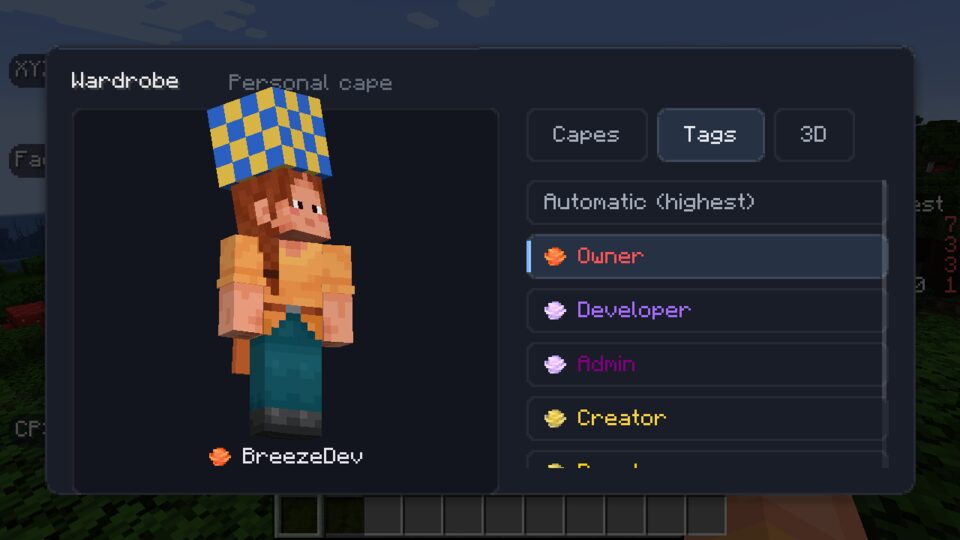 Wardrobe
Personal cape
Capes
Tags
3D
Automatic (highest)
Owner
Developer
Admin
Creator
BreezeDev